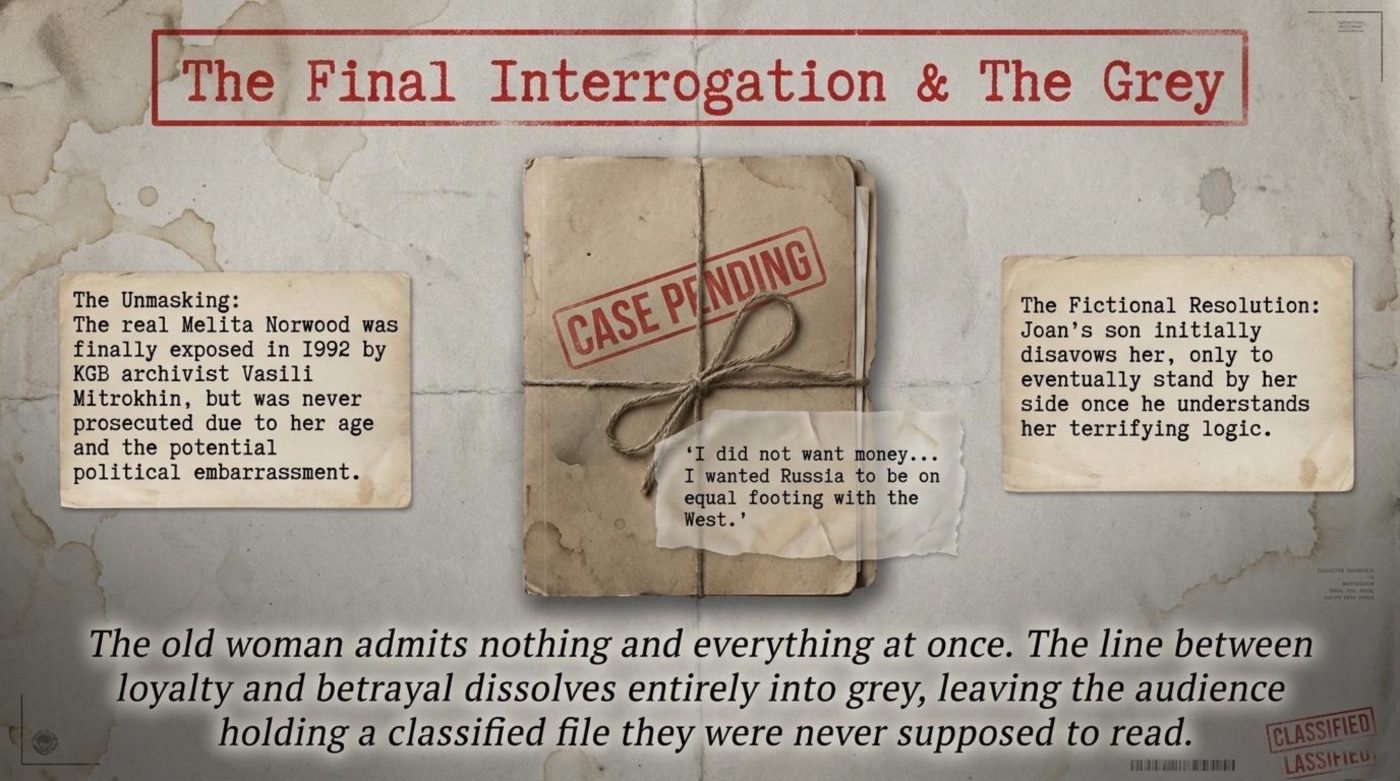 The Final Interrogation & The Grey
CASE PENDING
The Unmasking:
The real Melita Norwood was
finally exposed in I992 by
KGB archivist Vasili
Mitrokhin, but was never
prosecuted due to her age
and the potential
political embarrassment.
‘I did not want money...
I wanted Russia to be on
equal footing with the
West.’
The Fictional Resolution:
Joan’s son initially
disavows her, only to
eventually stand by her
side once he understands
her terrifying logic.
The old woman admits nothing and everything at once. The line between
loyalty and betrayal dissolves entirely into grey, leaving the audience
holding a classified file they were never supposed to read.
CLASSIFIED